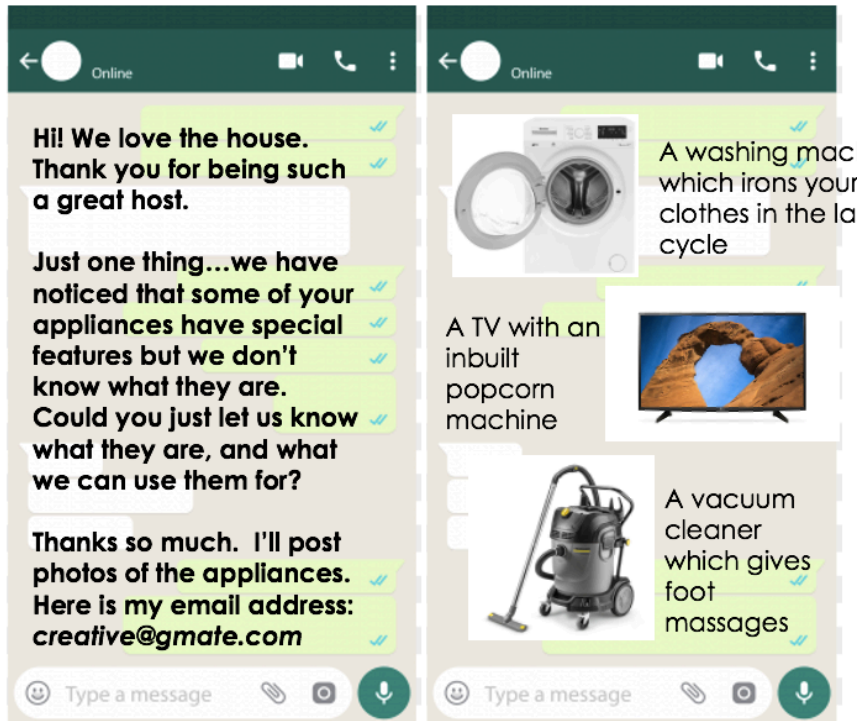 Online
Hi! We love the house.
Thank you for being such
a great host.
Just one thing...we have
noticed that some of your
appliances have special
features but we don't
know what they are.
Could you just let us know
what they are, and what
we can use them for?
Thanks so much. I'll post
photos of the appliances.
Here is my email address:
creative@gmate.com
Type a message
Online
A washing mac
which irons your
clothes in the la
cycle
A TV with an
inbuilt
popcorn
machine
A vacuum
cleaner
which gives
foot
massages
Type a message